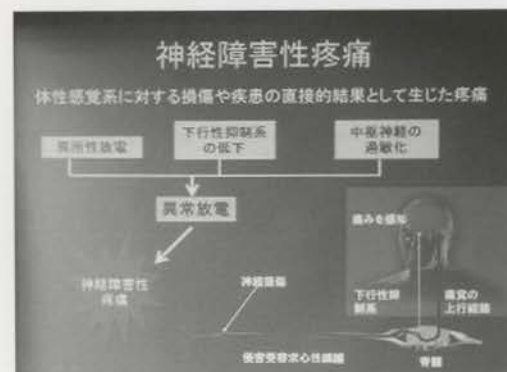 神経障害性疼痛
体性感覚系に対する損傷や疾患の直接的結果として生じた疼痛
異所性放電
下行性抑制系
の低下
中枢神経の
過敏化
異常放電
神経障害性
疼痛
痛みを感知
神経損傷
下行性抑
制系
痛覚の
上行経路
侵害受容求心性線維
脊髄